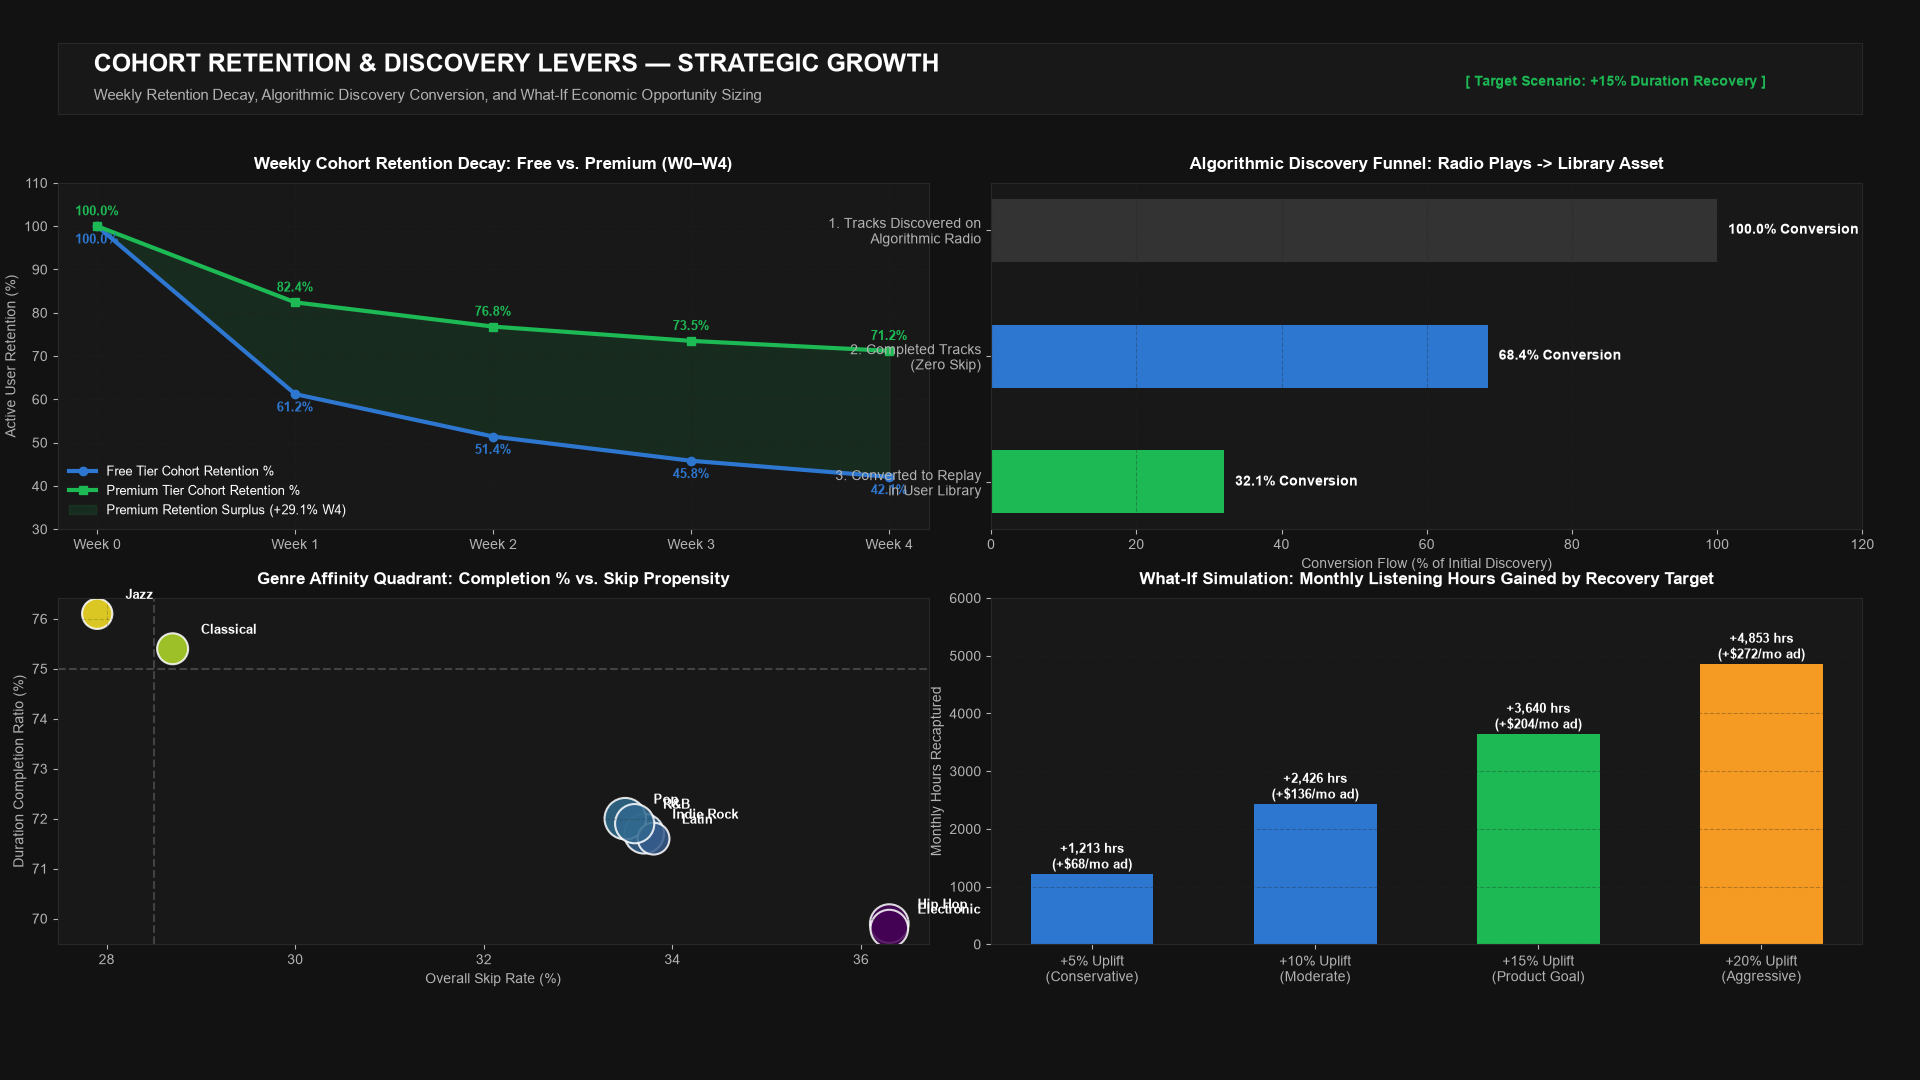 COHORT RETENTION & DISCOVERY LEVERS — STRATEGIC GROWTH
Weekly Retention Decay, Algorithmic Discovery Conversion, and What-If Economic Opportunity Sizing
[ Target Scenario: +15% Duration Recovery ]
Weekly Cohort Retention Decay: Free vs. Premium (W0–W4)
Active User Retention (%)
110
100
90
80
70
60
50
40
30
100.0%
100.0%
82.4%
76.8%
73.5%
71.2%
61.2%
51.4%
45.8%
42.1%
Free Tier Cohort Retention %
Premium Tier Cohort Retention %
Premium Retention Surplus (+29.1% W4)
Week 0
Week 1
Week 2
Week 3
Week 4
Algorithmic Discovery Funnel: Radio Plays -> Library Asset
1. Tracks Discovered on
Algorithmic Radio
100.0% Conversion
2. Completed Tracks
(Zero Skip)
68.4% Conversion
3. Converted to Replay
in User Library
32.1% Conversion
0
20
40
60
80
100
120
Conversion Flow (% of Initial Discovery)
Genre Affinity Quadrant: Completion % vs. Skip Propensity
Duration Completion Ratio (%)
76
75
74
73
72
71
70
Jazz
Classical
Pop
R&B
Indie Rock
Latin
Hip Hop
Electronic
28
30
32
34
36
Overall Skip Rate (%)
What-If Simulation: Monthly Listening Hours Gained by Recovery Target
Monthly Hours Recaptured
6000
5000
4000
3000
2000
1000
0
+1,213 hrs
(+$68/mo ad)
+2,426 hrs
(+$136/mo ad)
+3,640 hrs
(+$204/mo ad)
+4,853 hrs
(+$272/mo ad)
+5% Uplift
(Conservative)
+10% Uplift
(Moderate)
+15% Uplift
(Product Goal)
+20% Uplift
(Aggressive)